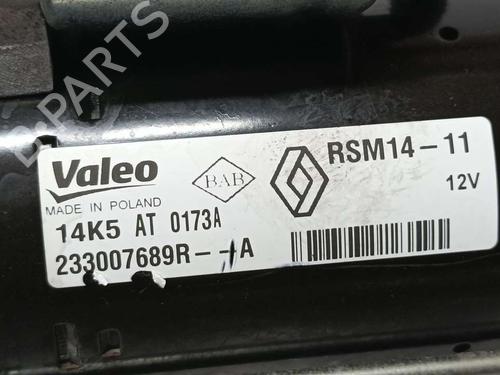 B-PARTS
Valeo
BAB
RSM14-11
MADE IN POLAND
12V
14K5 AT 0173A
233007689R--A